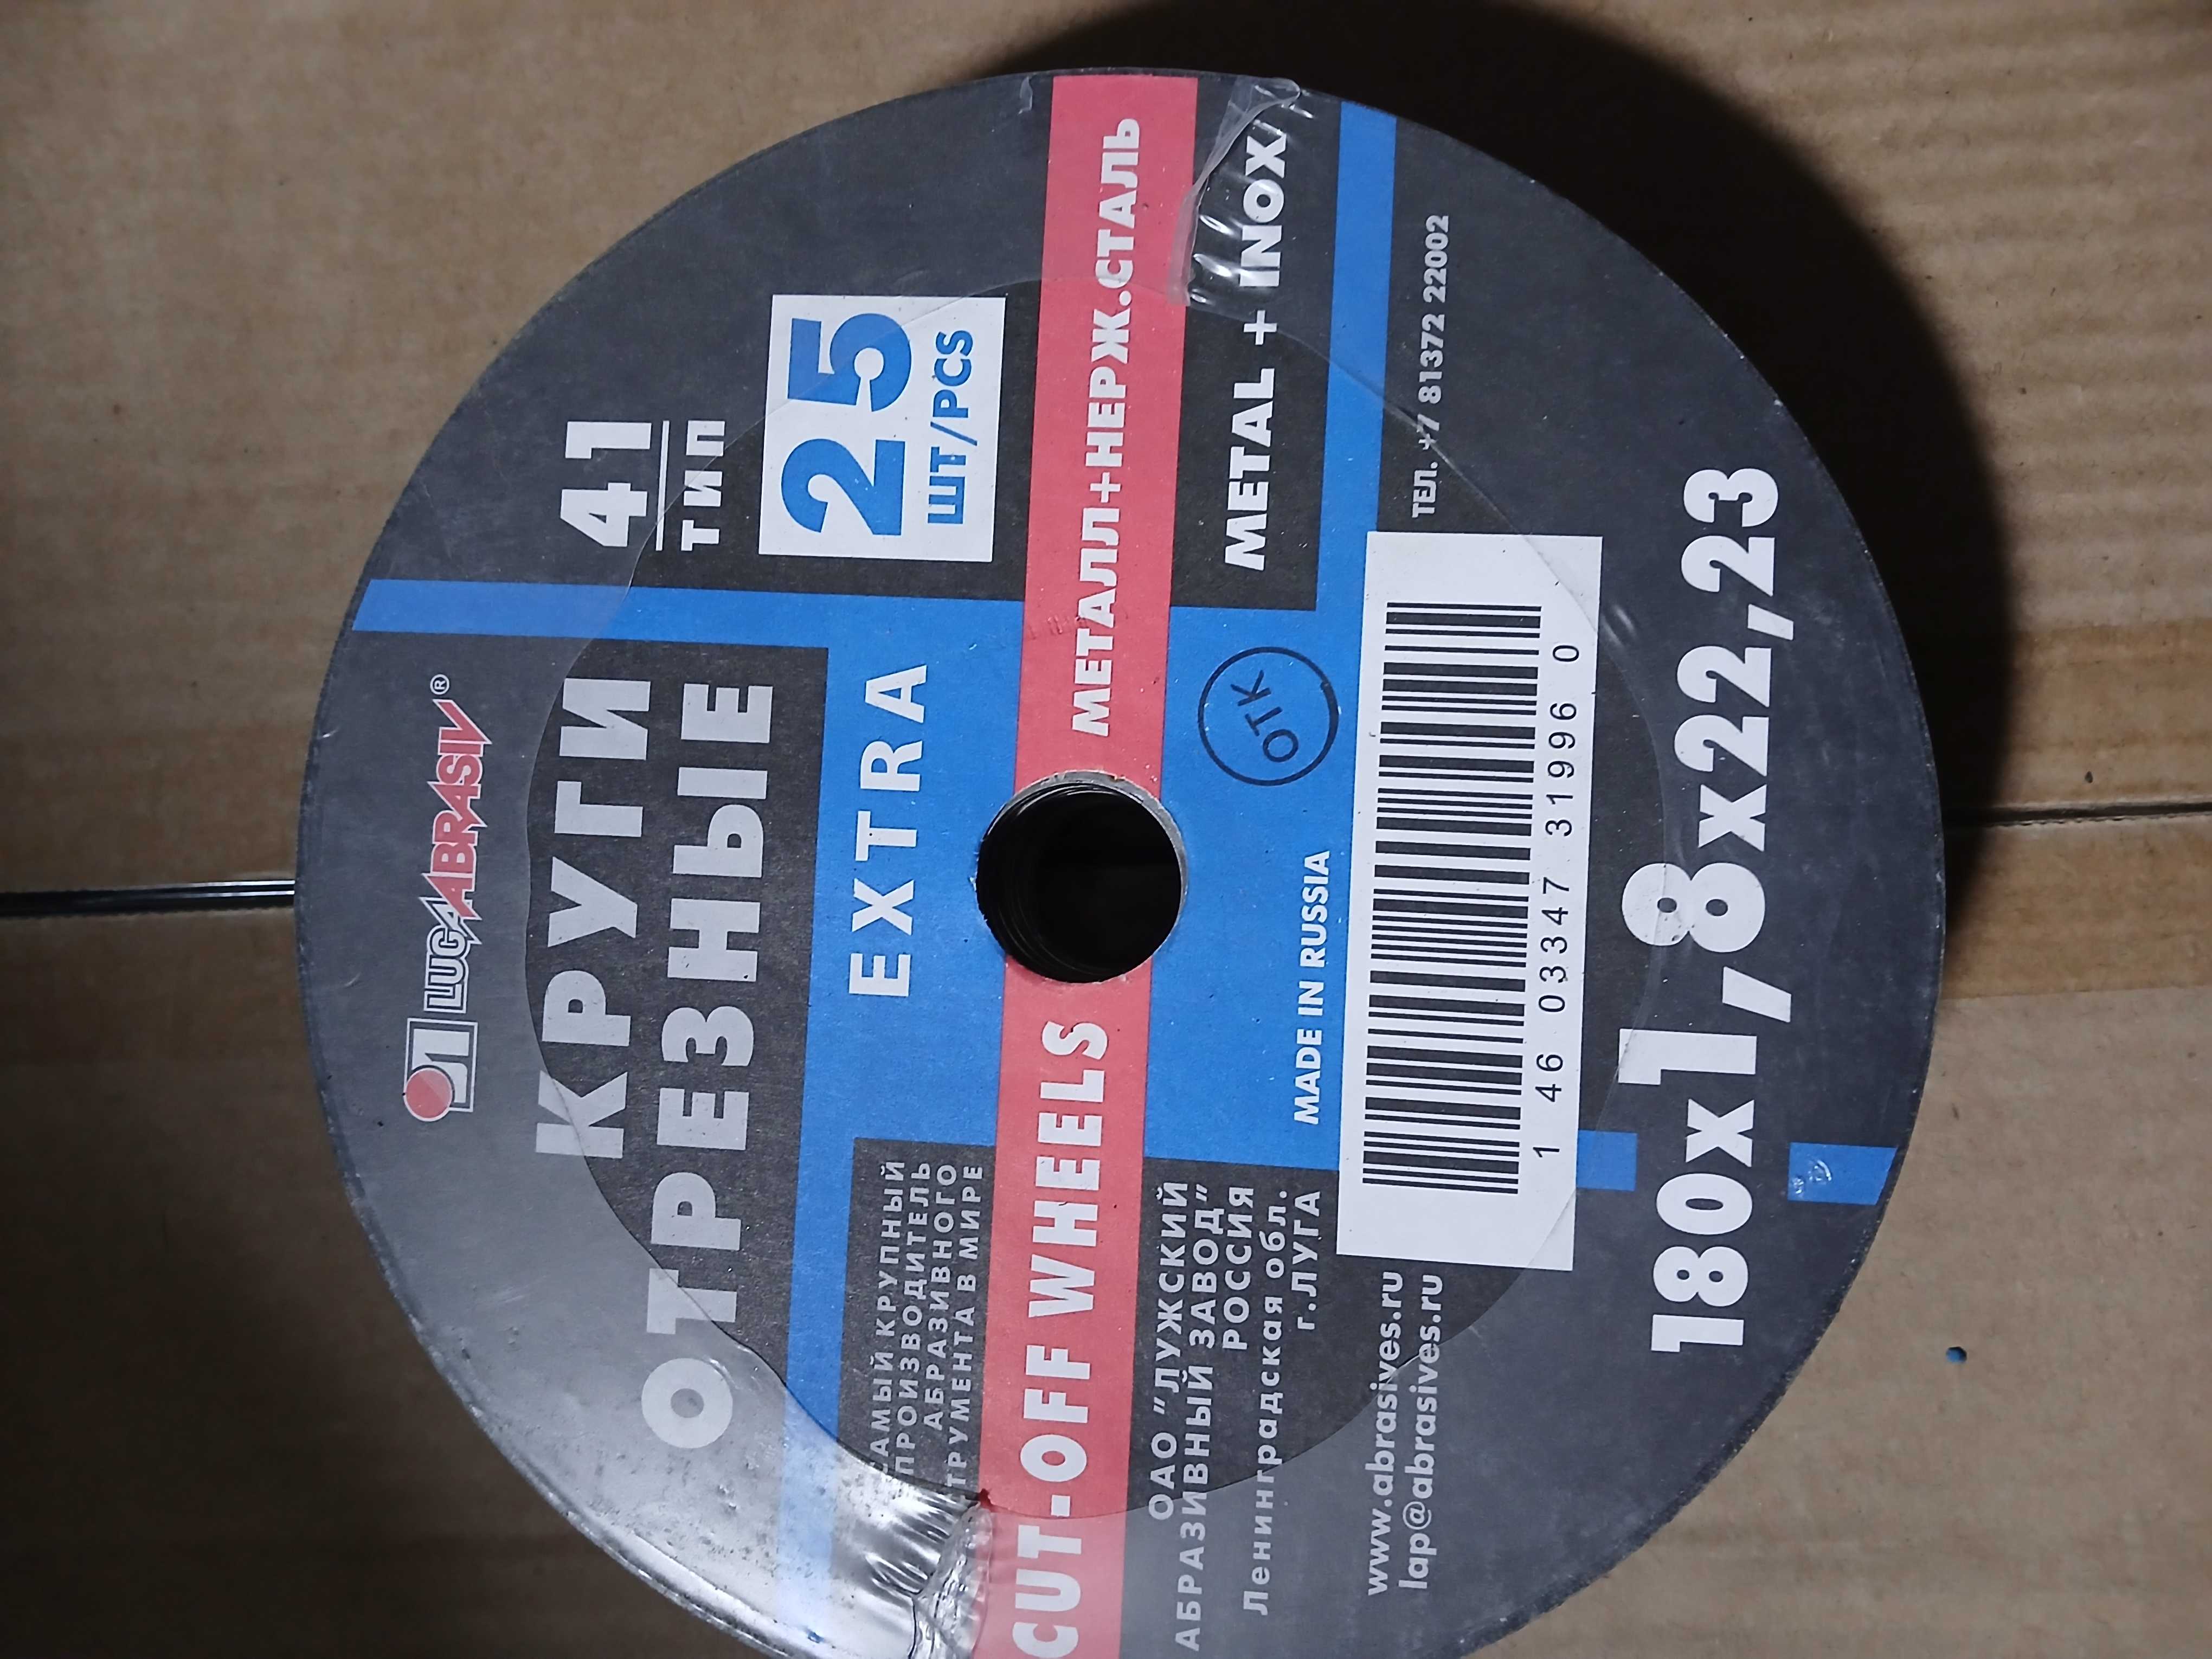 LUGAABRASIV®
КРУГИ
ОТРЕЗНЫЕ
41
ТИП
EXTRA
25
ШТ/PCS
САМЫЙ КРУПНЫЙ
ПРОИЗВОДИТЕЛЬ
АБРАЗИВНОГО
ТРУМЕНТА В МИРЕ
CUT-OFF WHEELS
МЕТАЛЛ+НЕРЖ.СТАЛЬ
METAL + INOX
ОАО "ЛУЖСКИЙ
АБРАЗИВНЫЙ ЗАВОД"
РОССИЯ
Ленинградская обл.
г.ЛУГА
MADE IN RUSSIA
ОТК
www.abrasives.ru
lap@abrasives.ru
ТЕЛ. +7 81372 22002
1 46 03347 31996 0
180x1,8x22,23